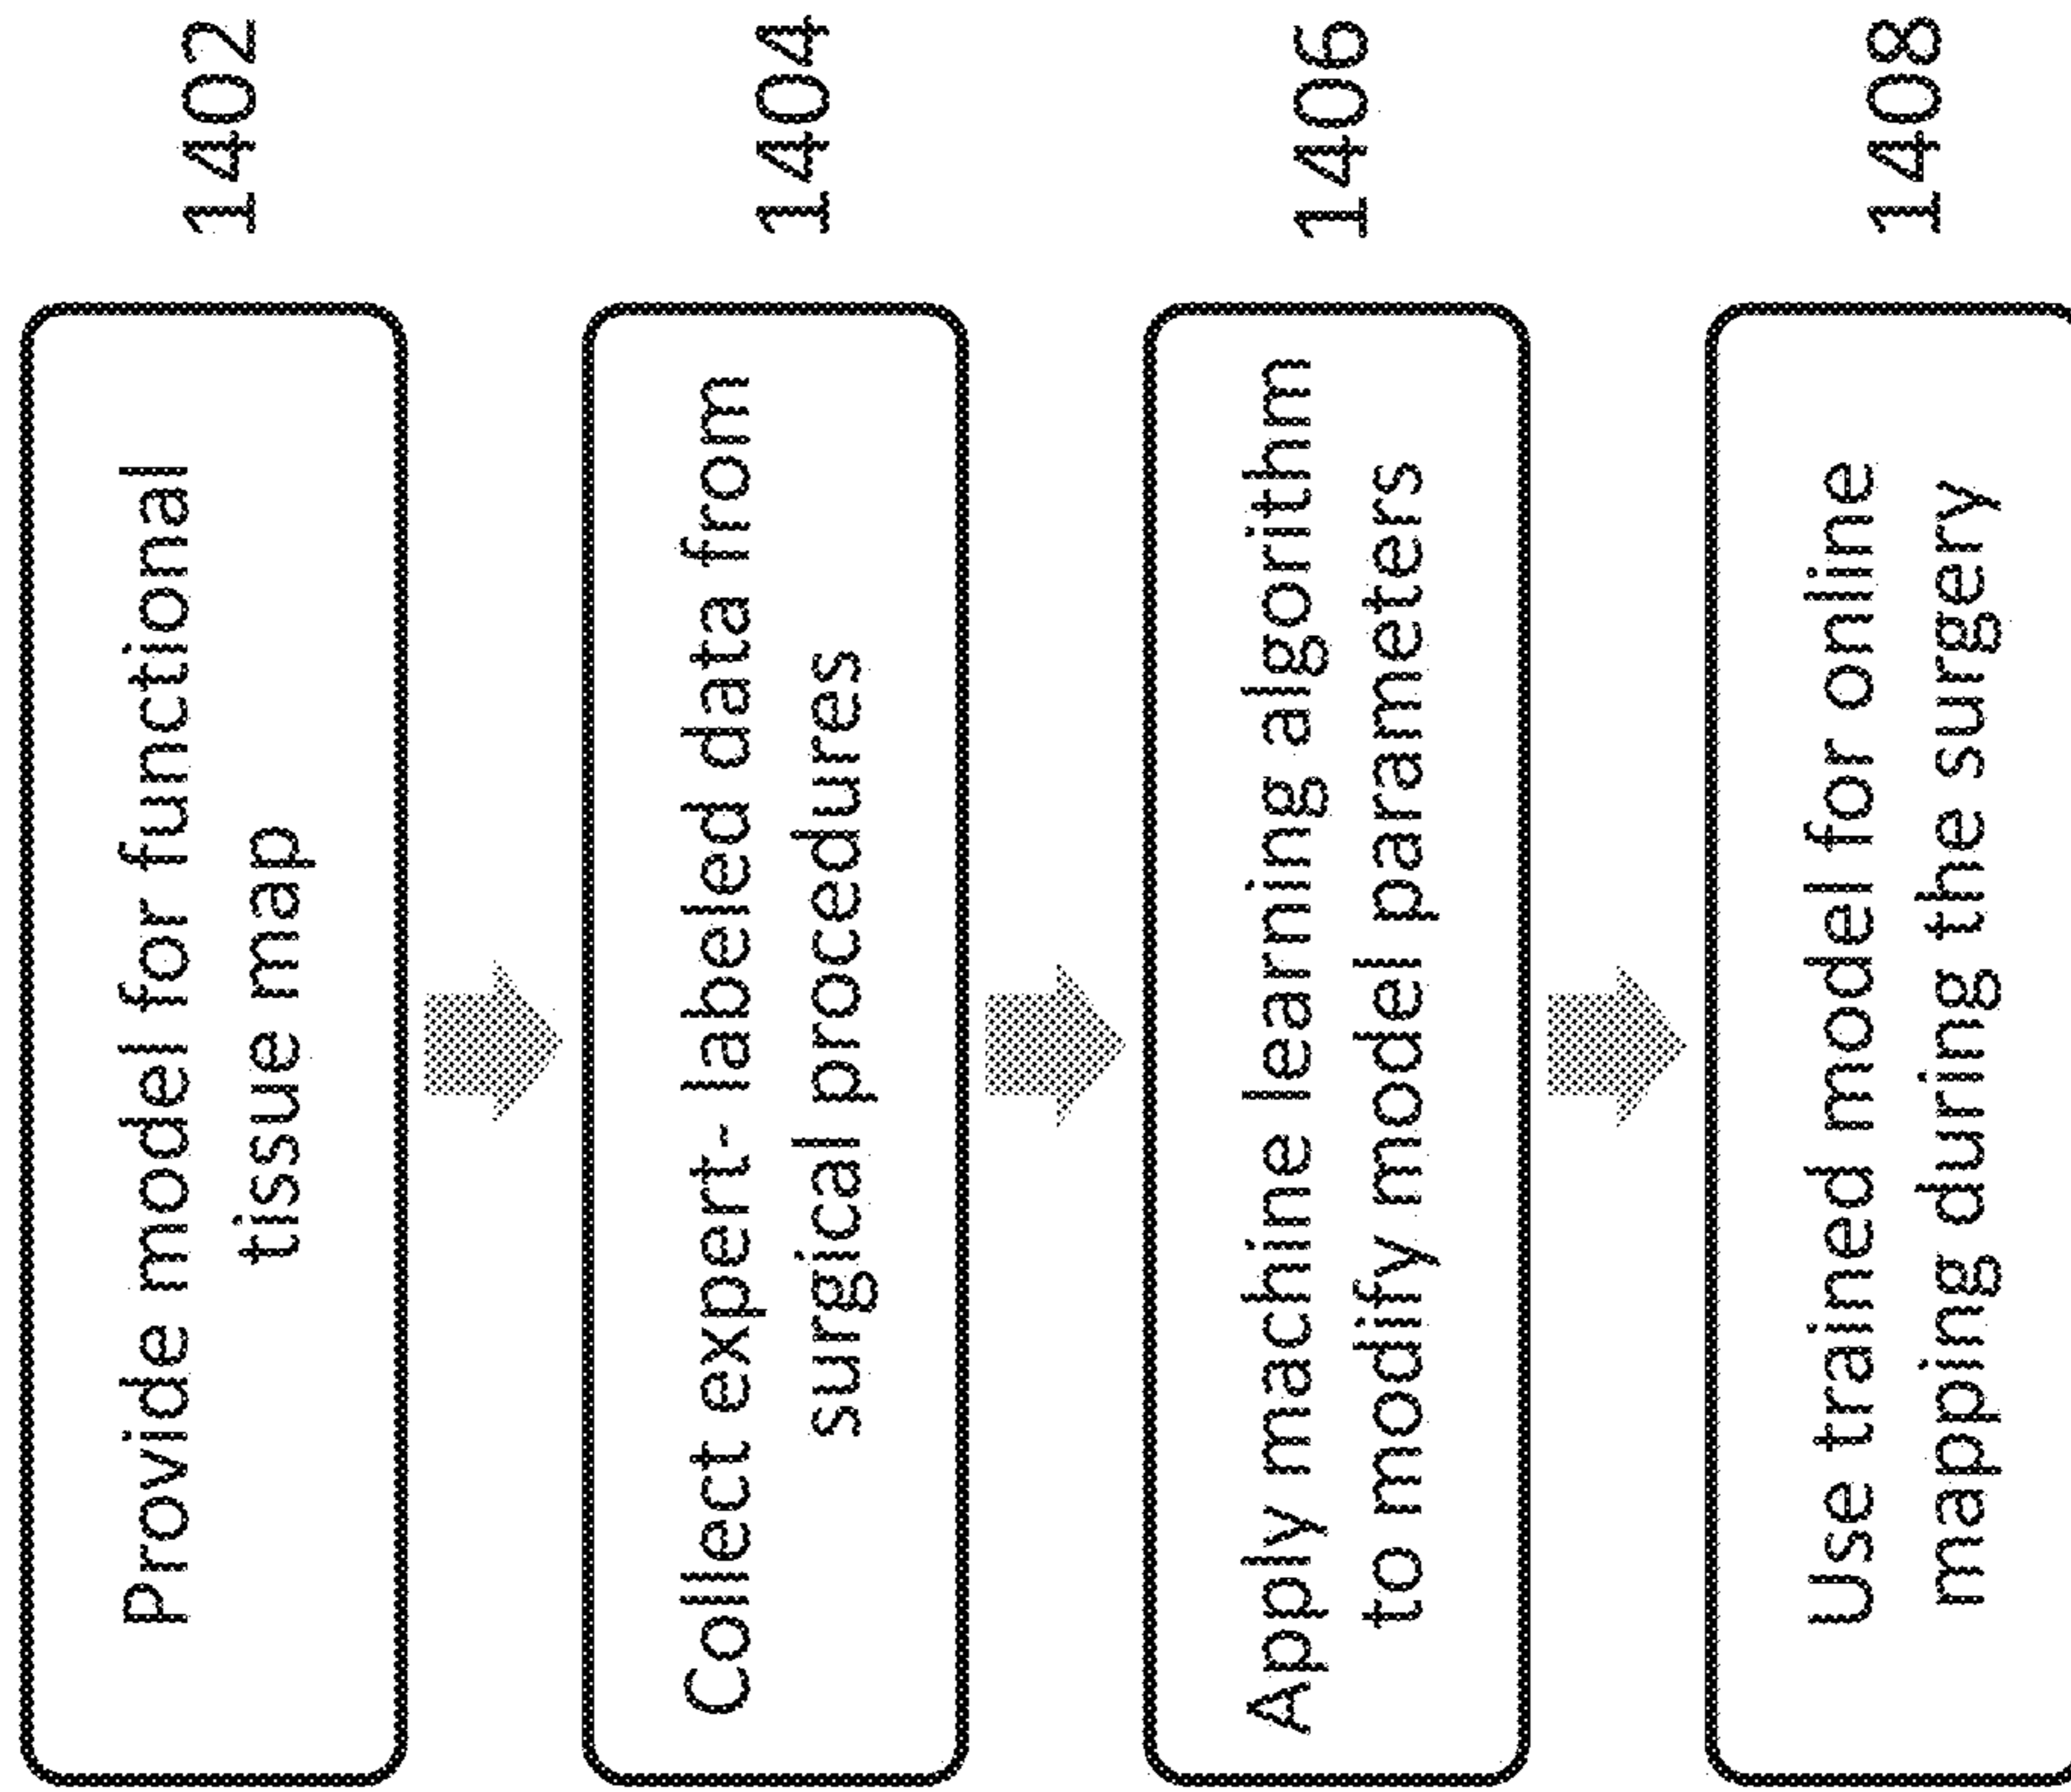 Provide model for functional
tissue map
1402
Collect expert- labeled data from
surgical procedures
1404
Apply machine learning algorithm
to modify model parameters
1406
Use trained model for online
mapping during the surgery
1408